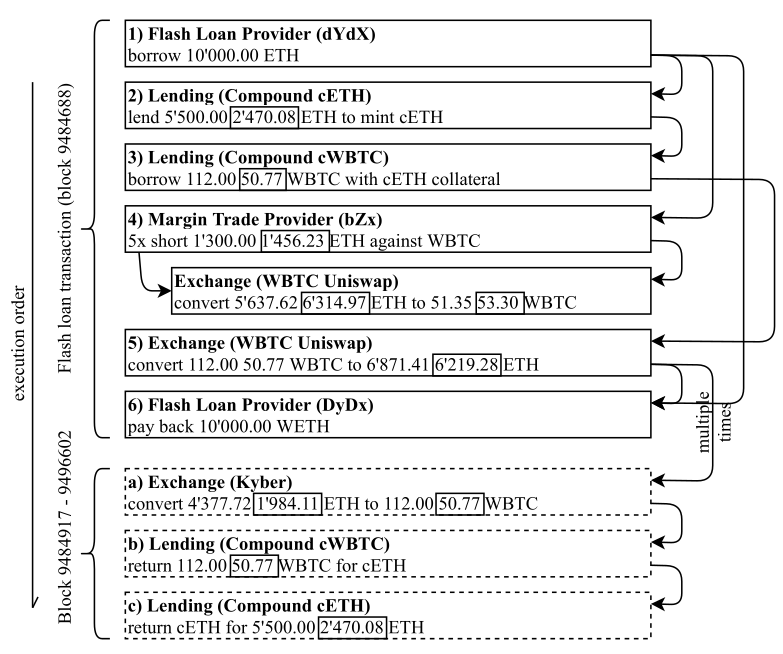 1) Flash Loan Provider (dYdX)
borrow 10'000.00 ETH
2) Lending (Compound cETH)
lend 5'500.00 2'470.08 ETH to mint cETH
3) Lending (Compound cWBTC)
borrow 112.00 50.77 WBTC with cETH collateral
4) Margin Trade Provider (bZx)
5x short 1'300.00 1'456.23 ETH against WBTC
Exchange (WBTC Uniswap)
convert 5'637.62 6'314.97 ETH to 51.35 53.30 WBTC
5) Exchange (WBTC Uniswap)
convert 112.00 50.77 WBTC to 6'871.41 6'219.28 ETH
6) Flash Loan Provider (DyDx)
pay back 10'000.00 WETH
a) Exchange (Kyber)
convert 4'377.72 1'984.11 ETH to 112.00 50.77 WBTC
b) Lending (Compound cWBTC)
return 112.00 50.77 WBTC for cETH
c) Lending (Compound cETH)
return cETH for 5'500.00 2'470.08 ETH
execution order
Flash loan transaction (block 9484688)
Block 9484917 - 9496602
multiple
times